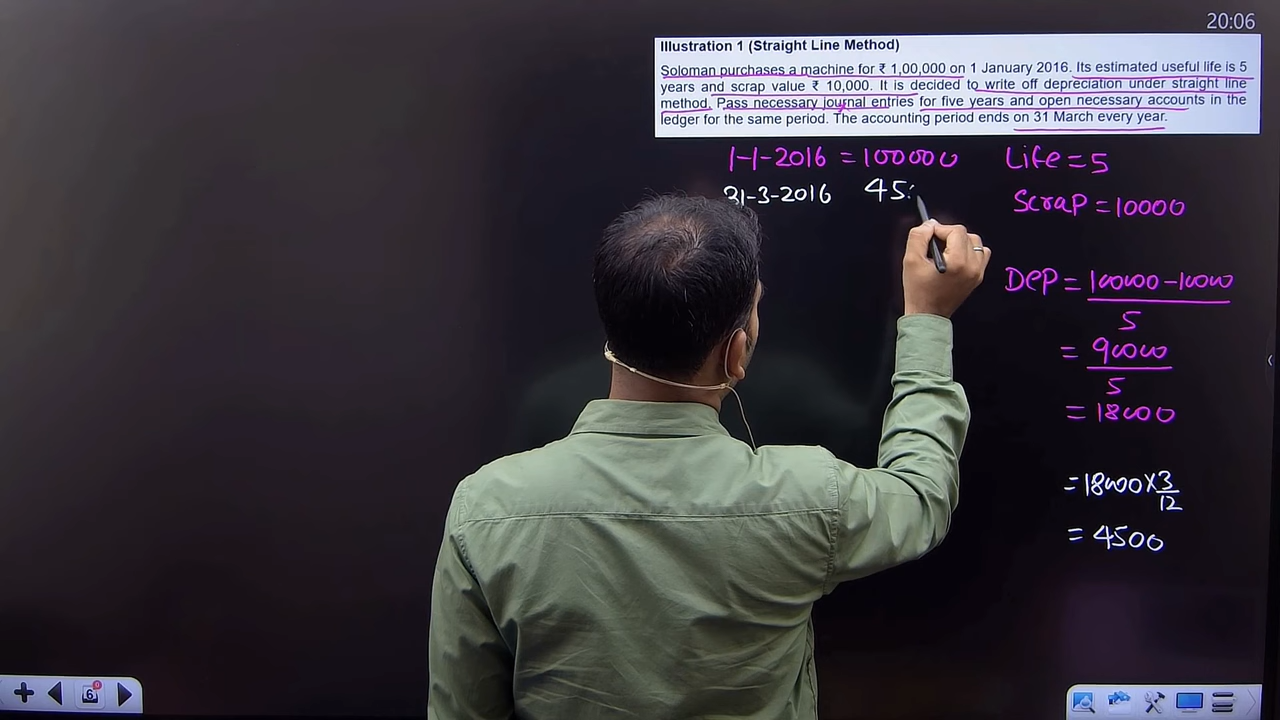 20:06
Illustration 1 (Straight Line Method)
Soloman purchases a machine for ₹ 1,00,000 on 1 January 2016. Its estimated useful life is 5
years and scrap value ₹ 10,000. It is decided to write off depreciation under straight line
method. Pass necessary journal entries for five years and open necessary accounts in the
ledger for the same period. The accounting period ends on 31 March every year.
1-1-2016 = 100000
31-3-2016 45
Life = 5
Scrap = 10000
Dep = 100000 - 10000
5
= 90000
5
= 18000
= 18000 x 3
12
= 4500
6